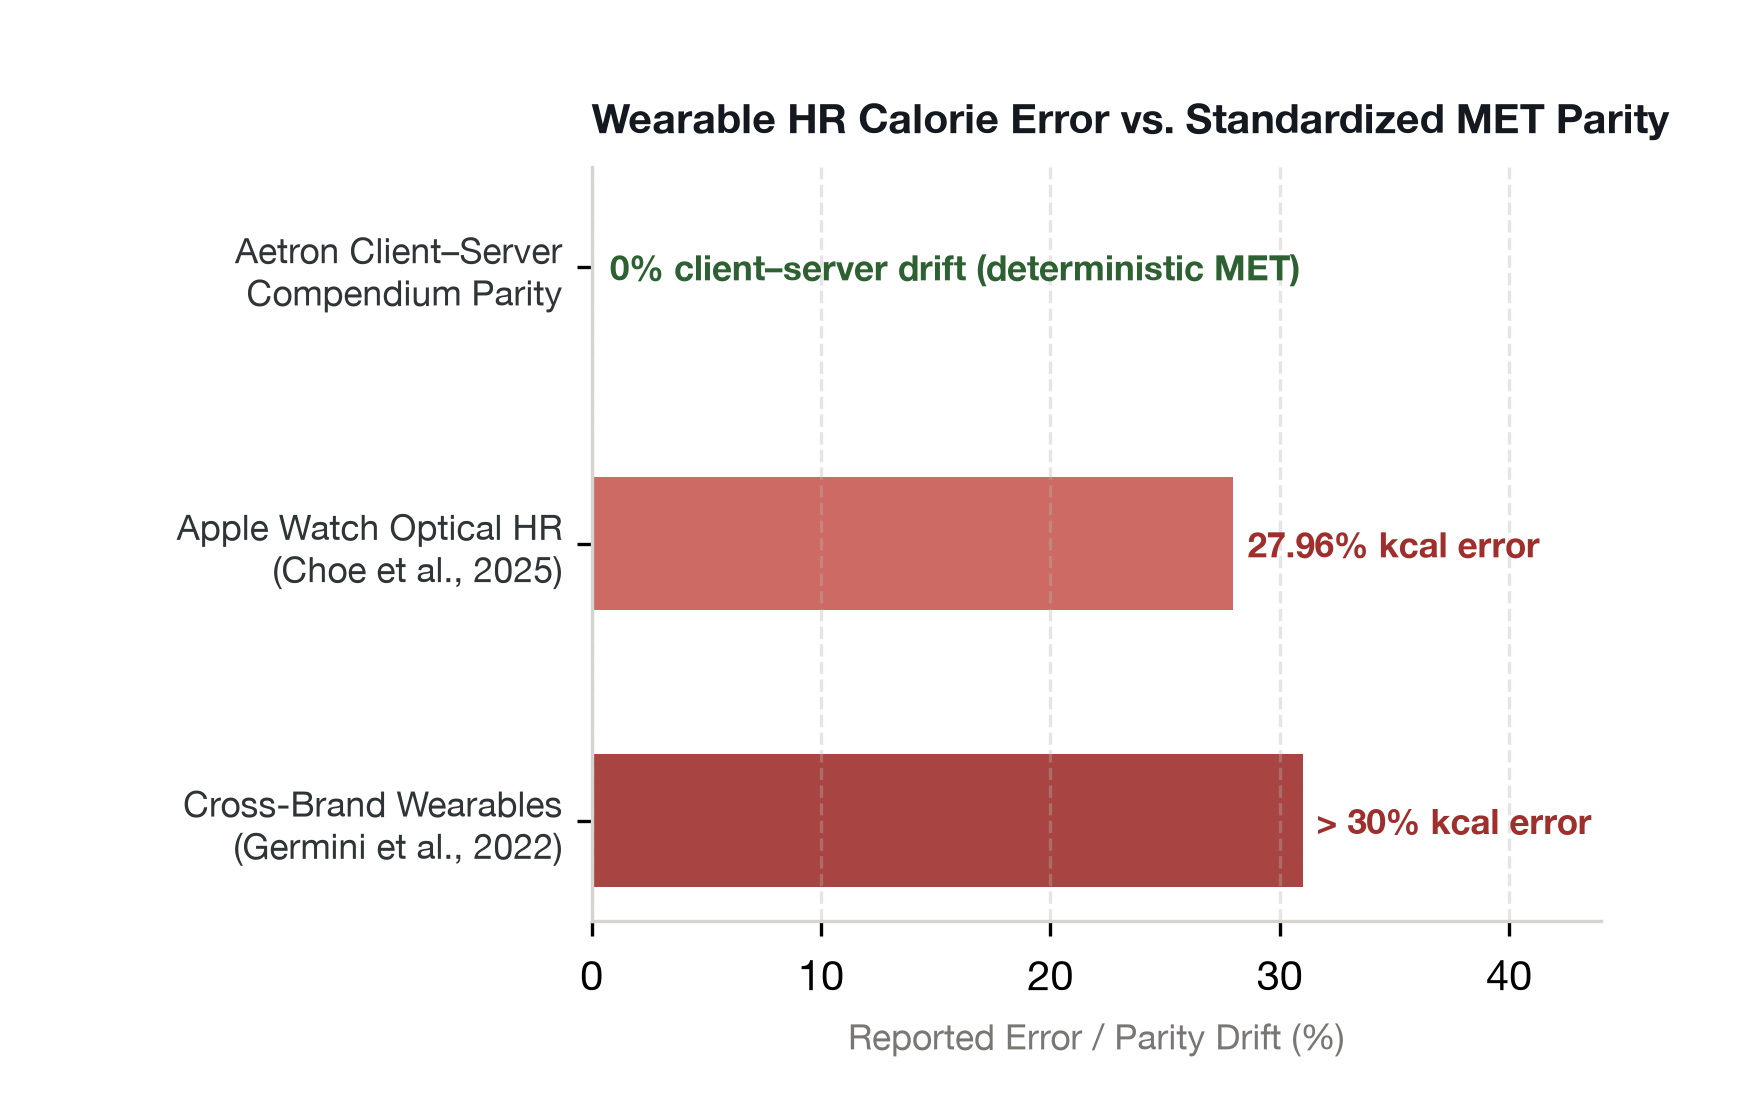 Wearable HR Calorie Error vs. Standardized MET Parity
Aetron Client–Server
Compendium Parity
0% client–server drift (deterministic MET)
Apple Watch Optical HR
(Choe et al., 2025)
27.96% kcal error
Cross-Brand Wearables
(Germini et al., 2022)
> 30% kcal error
0 10 20 30 40
Reported Error / Parity Drift (%)